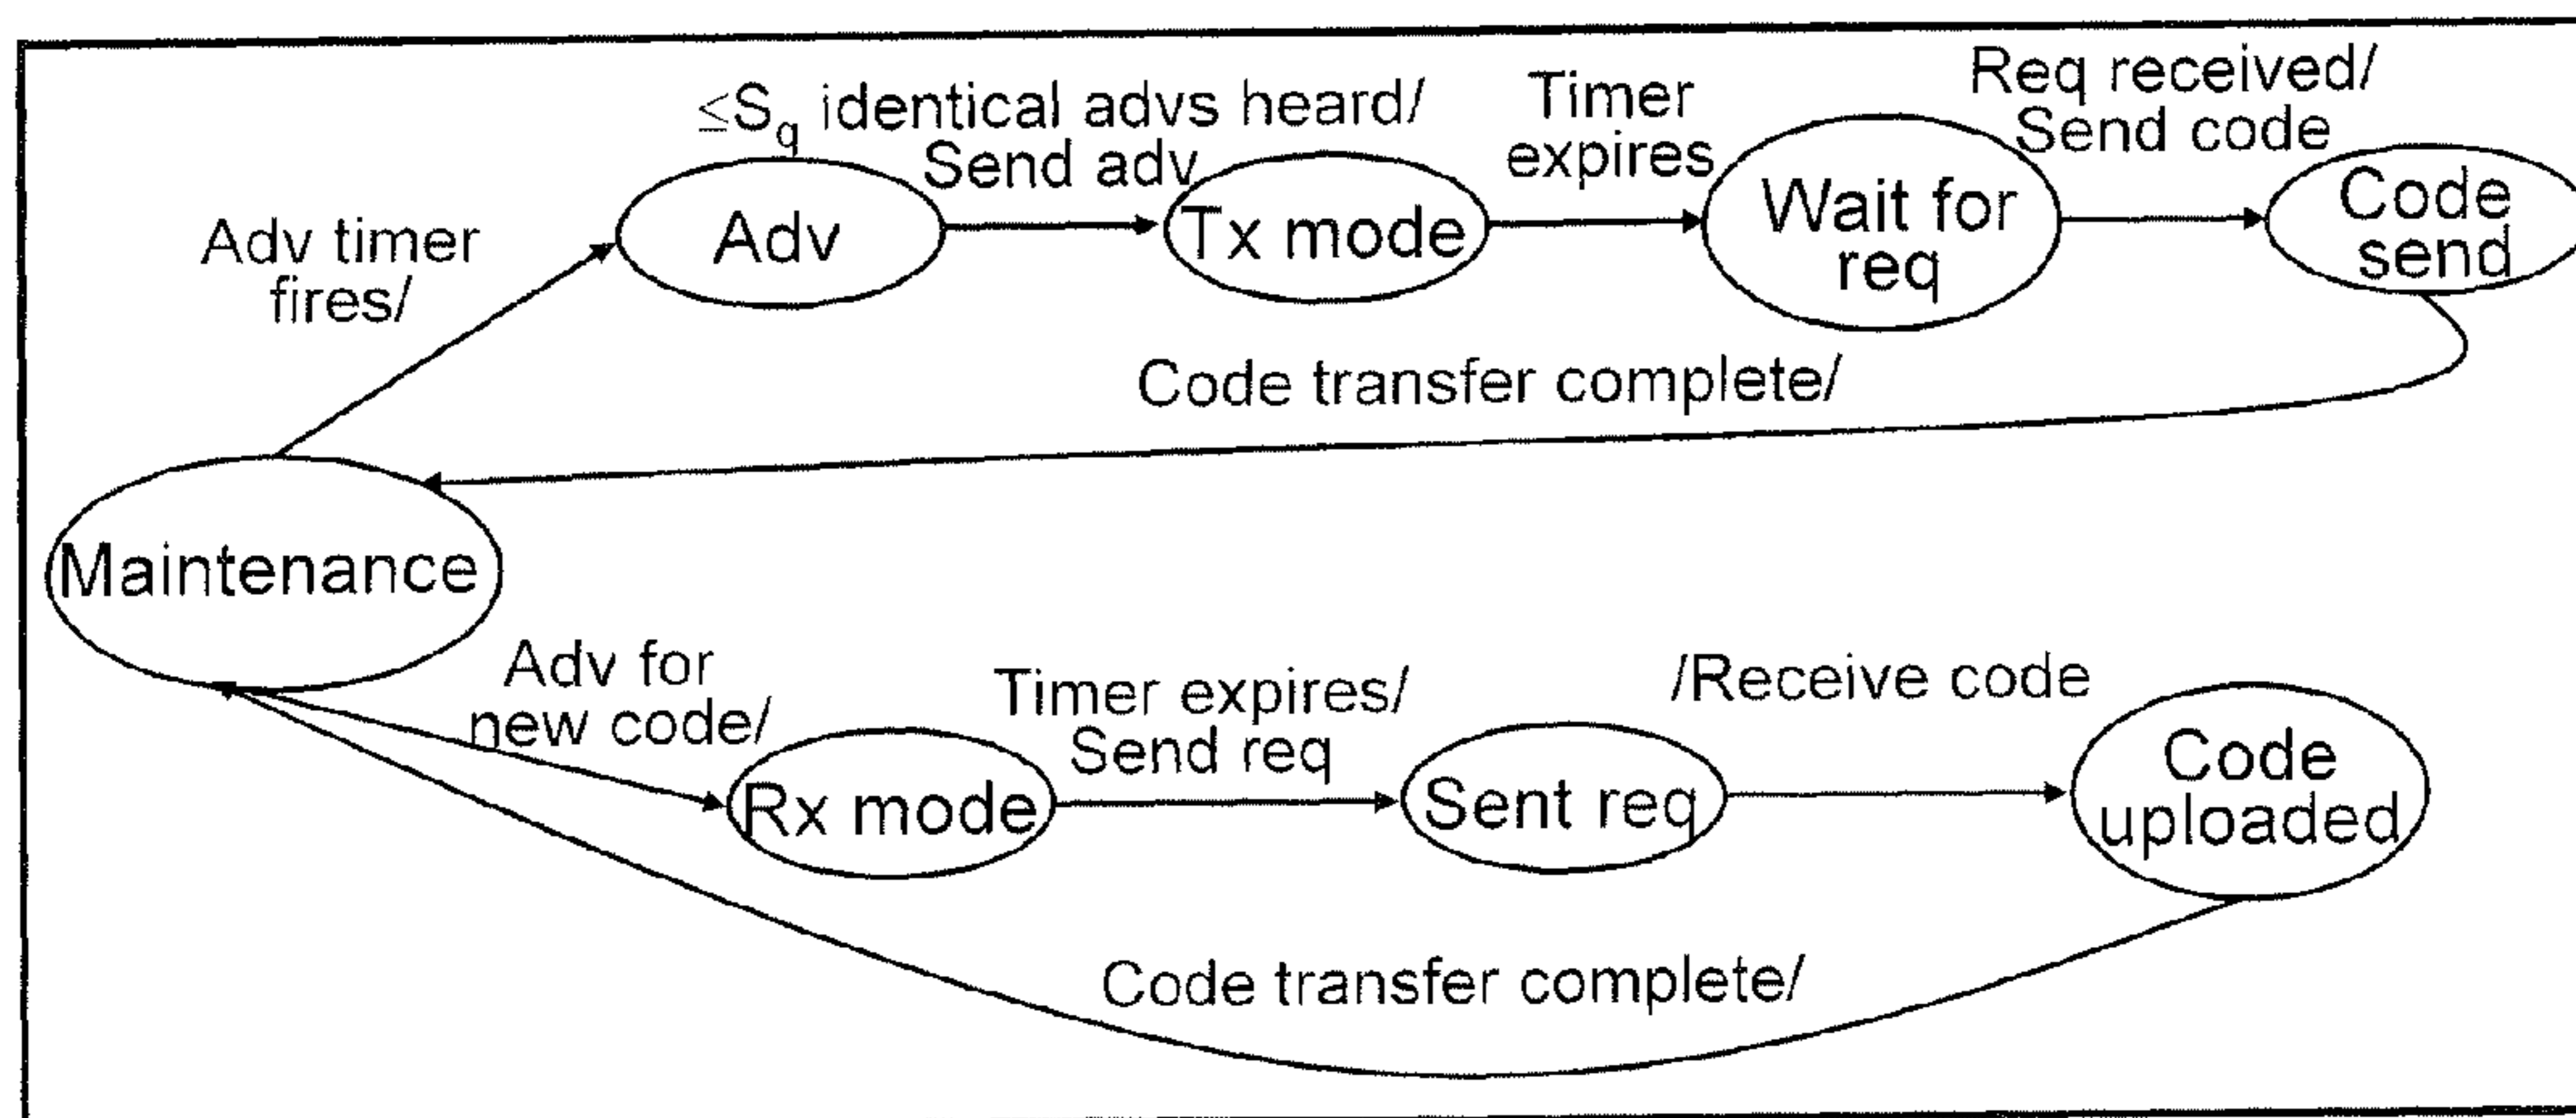 ≤Sq identical advs heard/
Send adv
Timer
expires
Req received/
Send code
Adv timer
fires/
Adv
Tx mode
Wait for
req
Code
send
Code transfer complete/
Maintenance
Adv for
new code/
Timer expires/
Send req
/Receive code
Rx mode
Sent req
Code
uploaded
Code transfer complete/